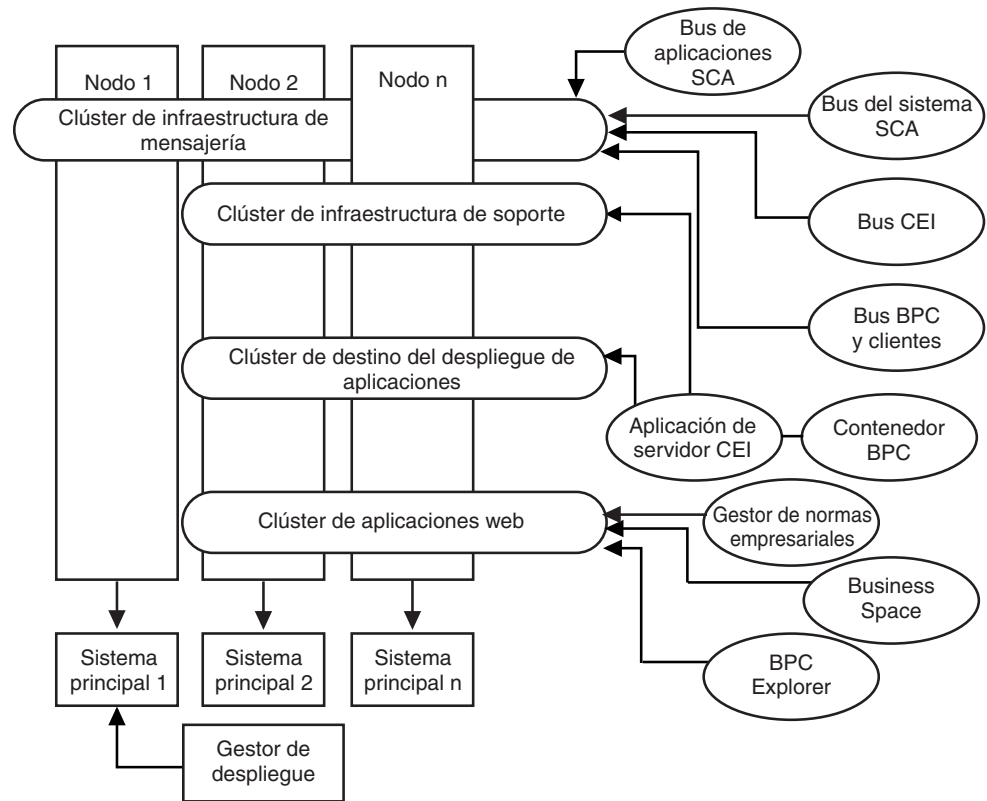 Nodo 1
Nodo 2
Nodo n
Bus de
aplicaciones
SCA
Clúster de infraestructura de
mensajería
Bus del sistema
SCA
Clúster de infraestructura de soporte
Bus CEI
Bus BPC
y clientes
Clúster de destino del despliegue de
aplicaciones
Aplicación de
servidor CEI
Contenedor
BPC
Clúster de aplicaciones web
Gestor de normas
empresariales
Business
Space
BPC
Explorer
Sistema
principal 1
Sistema
principal 2
Sistema
principal n
Gestor de
despliegue